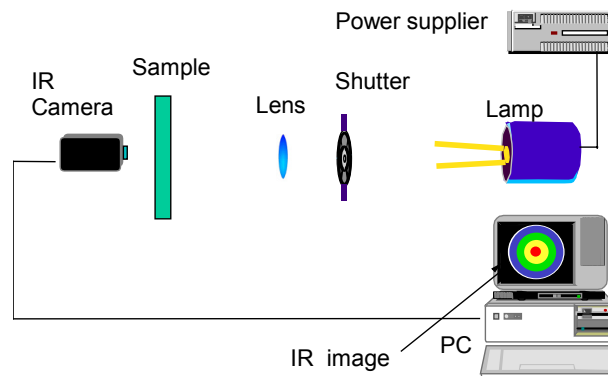 Power supplier
Sample
IR
Camera
Shutter
Lens
Lamp
PC
IR image